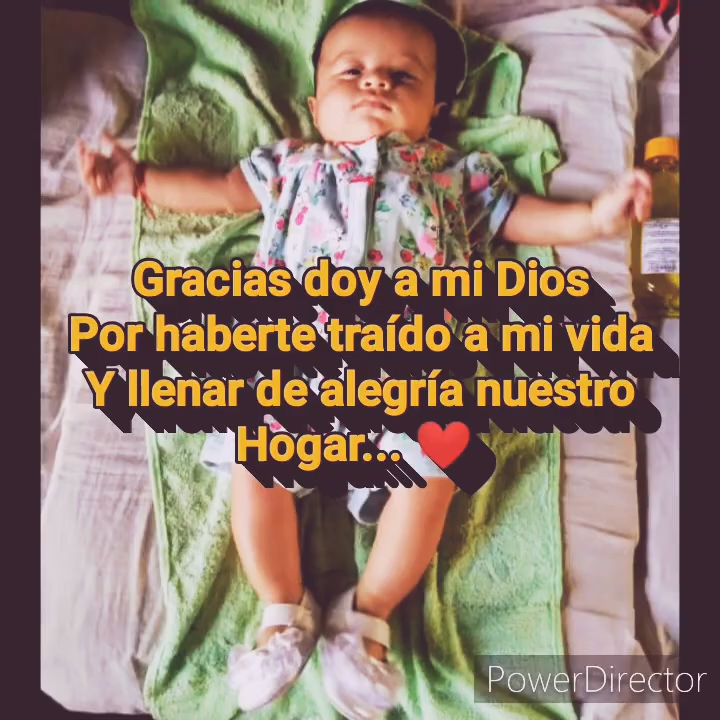 Gracias doy a mi Dios
Por haberte traído a mi vida
Y llenar de alegría nuestro
Hogar... ❤️
PowerDirector